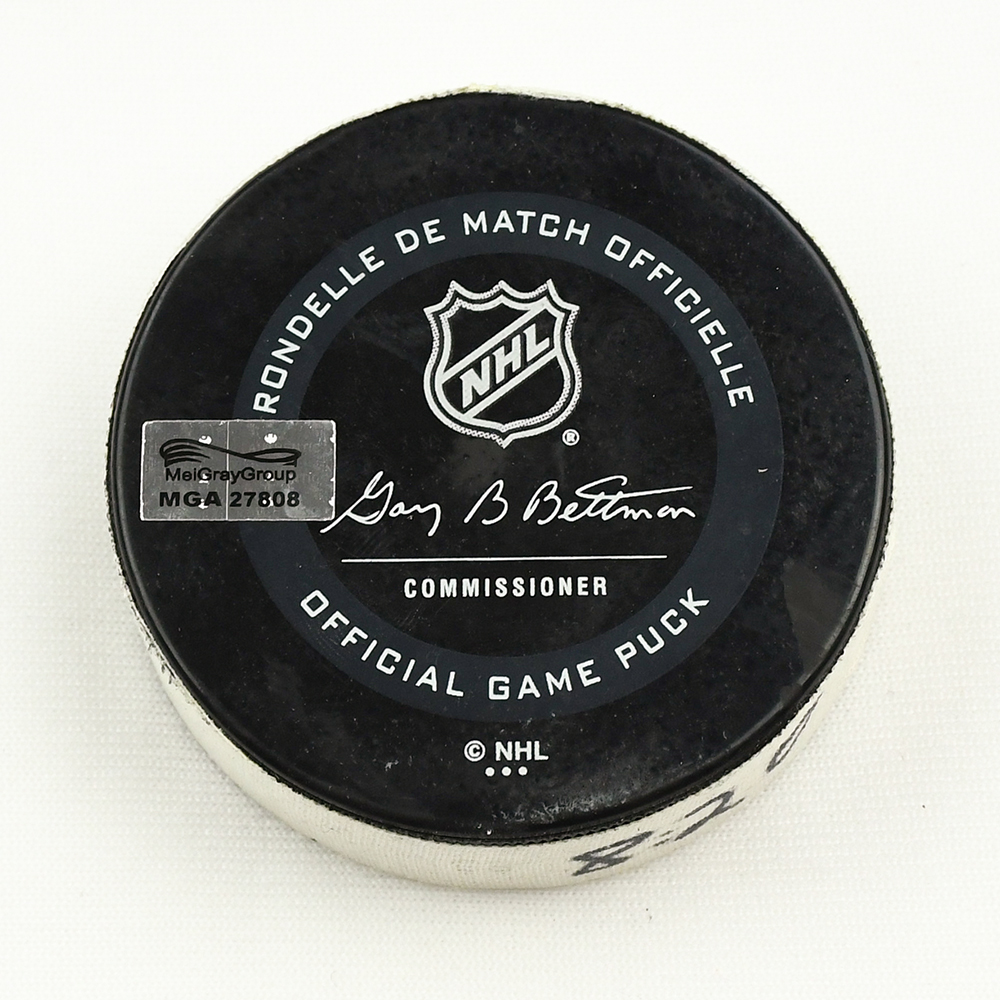 RONDELLE DE MATCH OFFICIELLE
NHL
®
MeiGrayGroup
MGA 27808
Gary B Bettman
COMMISSIONER
OFFICIAL GAME PUCK
© NHL